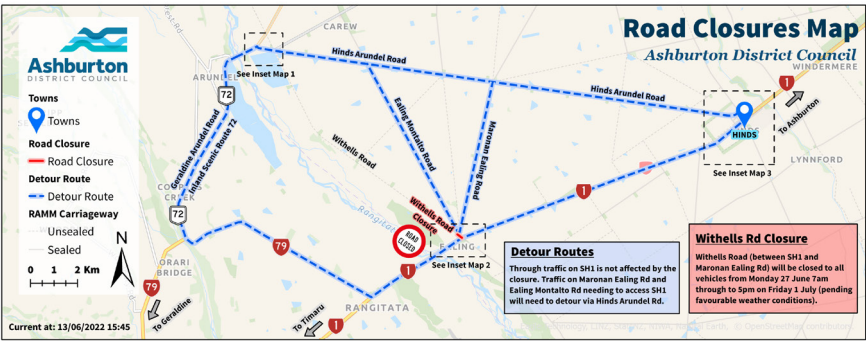 Road Closures Map
Ashburton District Council
Ashburton
DISTRICT COUNCIL
Towns
Towns
Road Closure
Road Closure
Detour Route
Detour Route
RAMM Carriageway
Unsealed
Sealed
N
0 1 2 Km
Current at: 13/06/2022 15:45
CAREW
ARUNDEL
See Inset Map 1
Hinds Arundel Road
Hinds Arundel Road
WINDERMERE
1
To Ashburton
HINDS
See Inset Map 3
LYNNFORD
72
Geraldine Arundel Road
Inland Scenic Route 72
Ealing Montalto Road
Maronan Ealing Road
Withells Road
Withells Road
Closure
ROAD
CLOSED
EALING
See Inset Map 2
1
1
72
79
ORARI
BRIDGE
79
To Geraldine
RANGITATA
To Timaru
1
Detour Routes
Through traffic on SH1 is not affected by the
closure. Traffic on Maronan Ealing Rd and
Ealing Montalto Rd needing to access SH1
will need to detour via Hinds Arundel Rd.
Withells Rd Closure
Withells Road (between SH1 and
Maronan Ealing Rd) will be closed to all
vehicles from Monday 27 June 7am
through to 5pm on Friday 1 July (pending
favourable weather conditions).